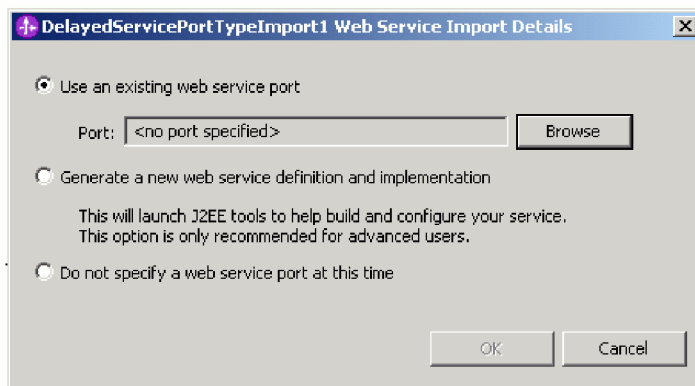 DelayedServicePortTypeImport1 Web Service Import Details
Use an existing web service port
Port: <no port specified> Browse
Generate a new web service definition and implementation
This will launch J2EE tools to help build and configure your service.
This option is only recommended for advanced users.
Do not specify a web service port at this time
OK Cancel